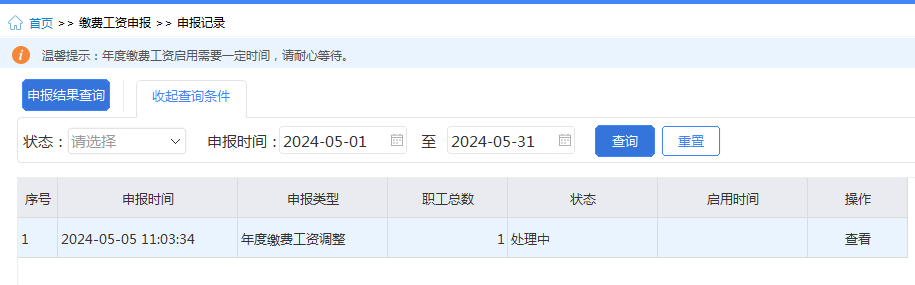 首页 >> 缴费工资申报 >> 申报记录
温馨提示：年度缴费工资启用需要一定时间，请耐心等待。
申报结果查询 收起查询条件
状态：请选择 申报时间：2024-05-01 至 2024-05-31 查询 重置
序号 申报时间 申报类型 职工总数 状态 启用时间 操作
1 2024-05-05 11:03:34 年度缴费工资调整 1 处理中 查看